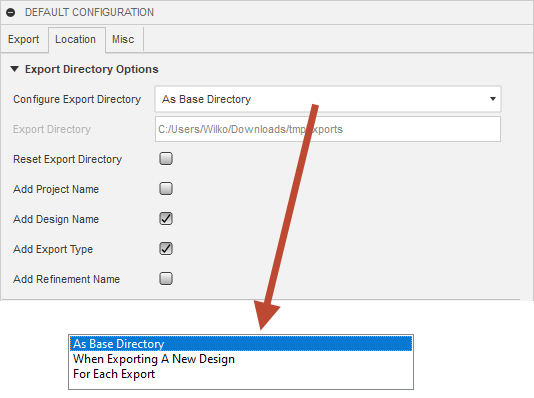 DEFAULT CONFIGURATION
Export Location Misc
Export Directory Options
Configure Export Directory As Base Directory
Export Directory C:/Users/Wilko/Downloads/tmp exports
Reset Export Directory
Add Project Name
Add Design Name
Add Export Type
Add Refinement Name
As Base Directory
When Exporting A New Design
For Each Export